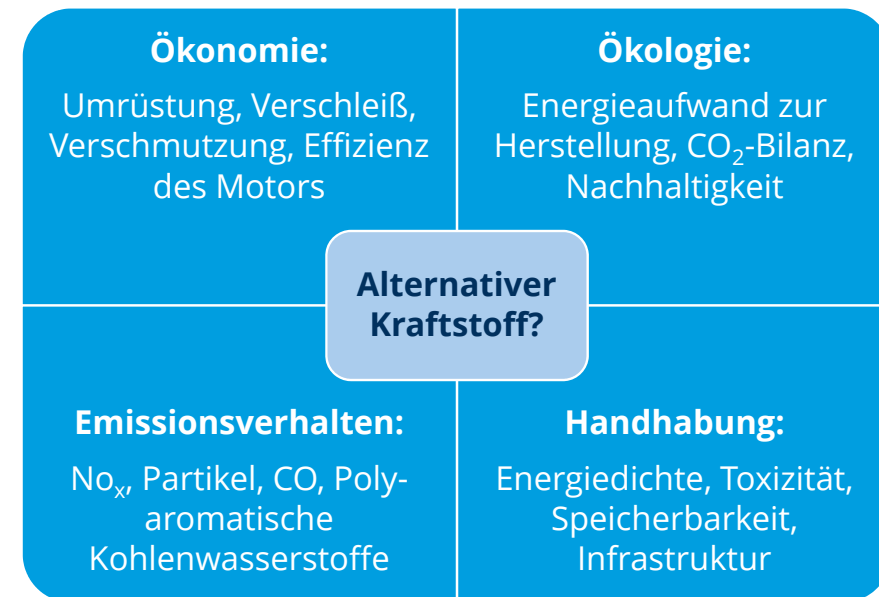 Ökonomie:
Umrüstung, Verschleiß,
Verschmutzung, Effizienz
des Motors
Ökologie:
Energieaufwand zur
Herstellung, CO₂-Bilanz,
Nachhaltigkeit
Alternativer
Kraftstoff?
Emissionsverhalten:
Noₓ, Partikel, CO, Poly-
aromatische
Kohlenwasserstoffe
Handhabung:
Energiedichte, Toxizität,
Speicherbarkeit,
Infrastruktur